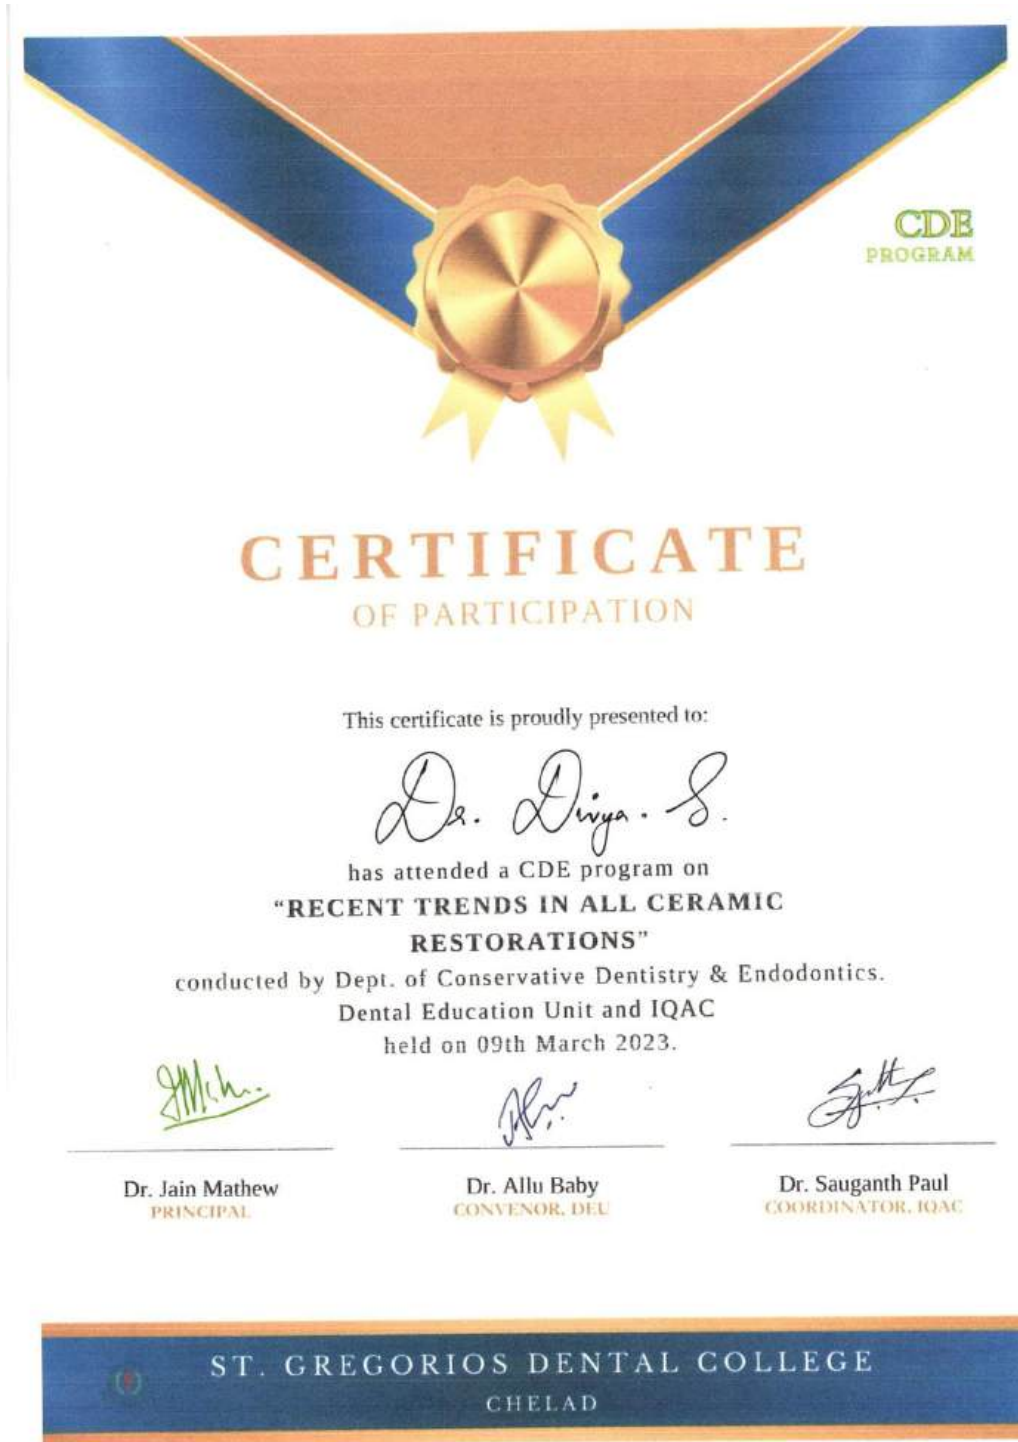 CDE
PROGRAM
CERTIFICATE
OF PARTICIPATION
This certificate is proudly presented to:
Dr. Divya. S.
has attended a CDE program on
“RECENT TRENDS IN ALL CERAMIC
RESTORATIONS”
conducted by Dept. of Conservative Dentistry & Endodontics.
Dental Education Unit and IQAC
held on 09th March 2023.
Dr. Jain Mathew
PRINCIPAL
Dr. Allu Baby
CONVENOR, DEU
Dr. Sauganth Paul
COORDINATOR, IQAC
ST. GREGORIOS DENTAL COLLEGE
CHELAD